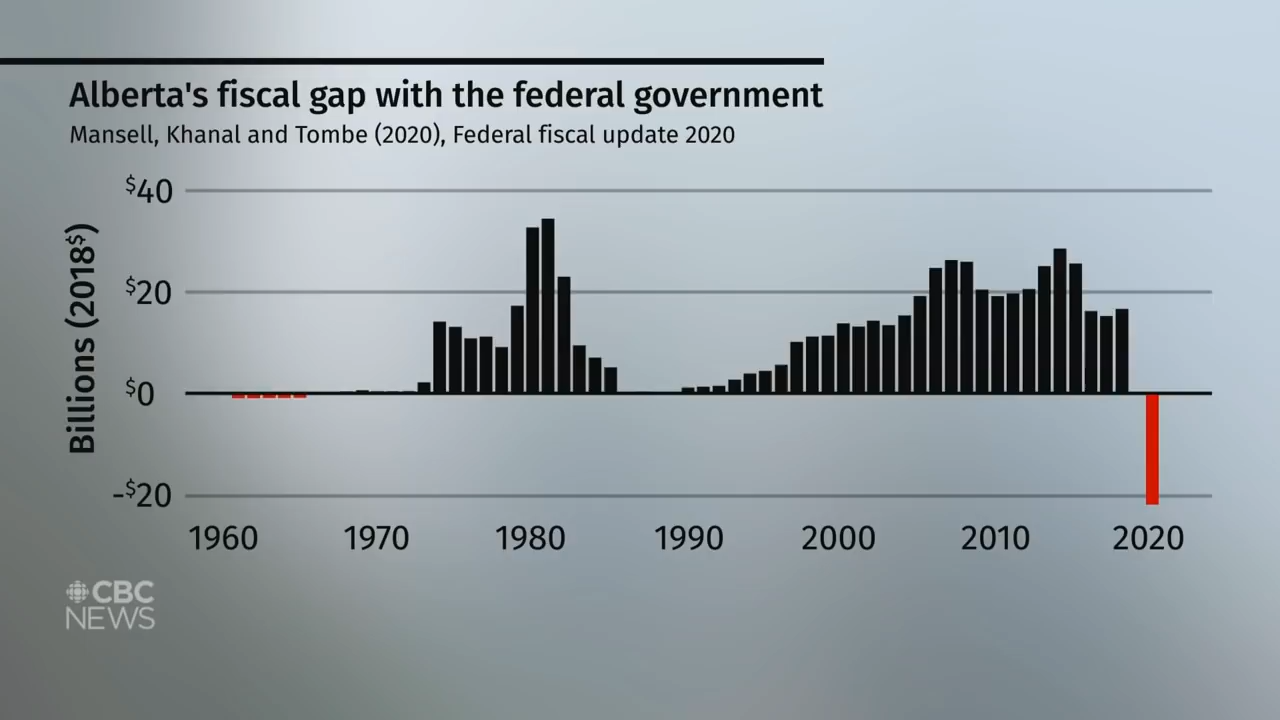 Alberta's fiscal gap with the federal government
Mansell, Khanal and Tombe (2020), Federal fiscal update 2020
Billions (2018$)
$40
$20
$0
-$20
1960 1970 1980 1990 2000 2010 2020
CBC
NEWS